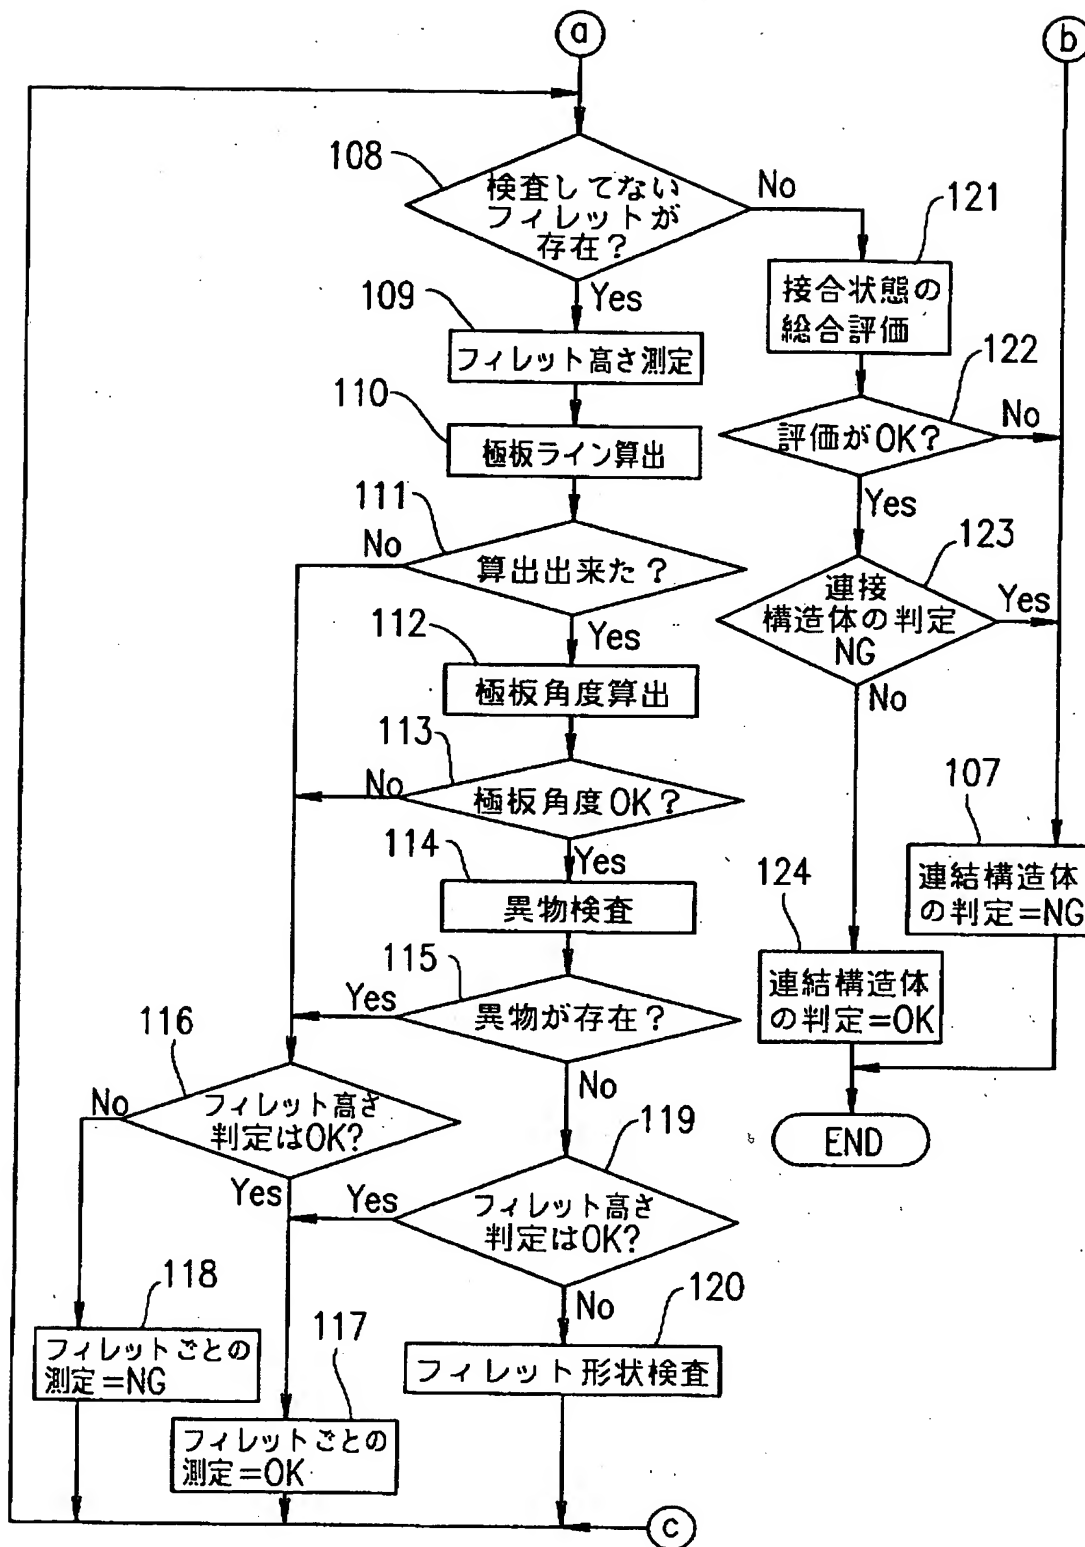 a
b
108
検査してない
フィレットが
存在?
No
121
接合状態の
総合評価
Yes
109
フィレット高さ測定
122
評価がOK?
No
110
極板ライン算出
Yes
111
No
算出出来た?
123
連接
構造体の判定
NG
Yes
Yes
112
極板角度算出
No
113
No
極板角度OK?
107
連結構造体
の判定=NG
Yes
114
異物検査
124
連結構造体
の判定=OK
115
Yes
異物が存在?
116
No
No
フィレット高さ
判定はOK?
END
119
Yes
Yes
フィレット高さ
判定はOK?
118
No
120
フィレットごとの
測定=NG
117
フィレット形状検査
フィレットごとの
測定=OK
c